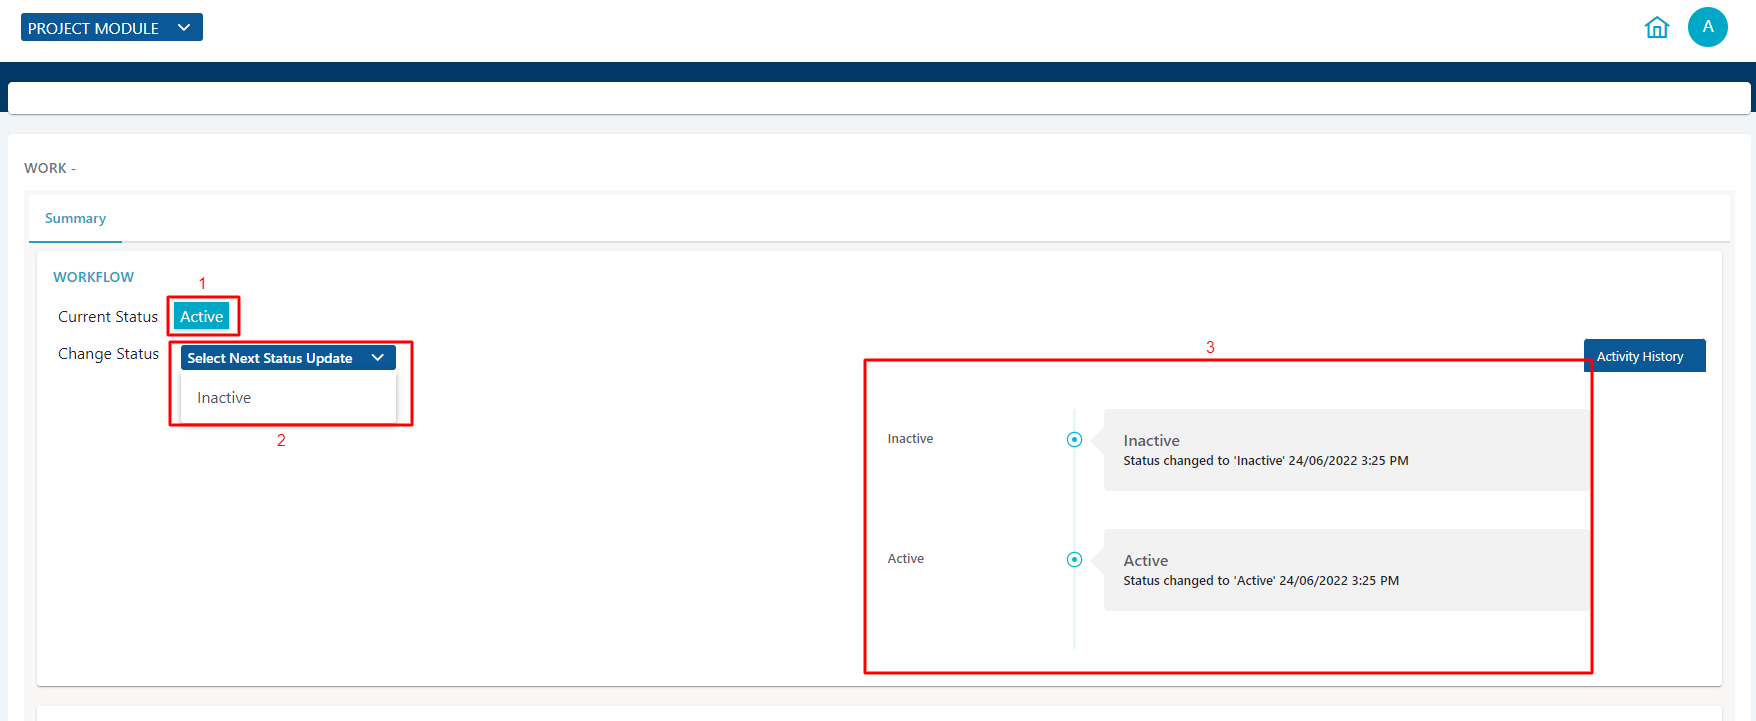 PROJECT MODULE
A
WORK -
Summary
WORKFLOW
1
Current Status Active
Change Status Select Next Status Update
Inactive
2
3
Activity History
Inactive
Inactive
Status changed to 'Inactive' 24/06/2022 3:25 PM
Active
Active
Status changed to 'Active' 24/06/2022 3:25 PM